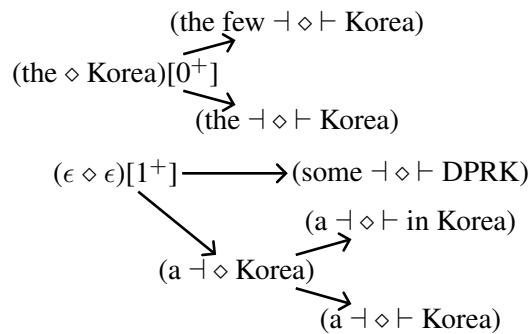 (the few ⊣ ⋄ ⊢ Korea)
(the ⋄ Korea)[0⁺]
(the ⊣ ⋄ ⊢ Korea)
(ϵ ⋄ ϵ)[1⁺]
(some ⊣ ⋄ ⊢ DPRK)
(a ⊣ ⋄ ⊢ in Korea)
(a ⊣ ⋄ Korea)
(a ⊣ ⋄ ⊢ Korea)